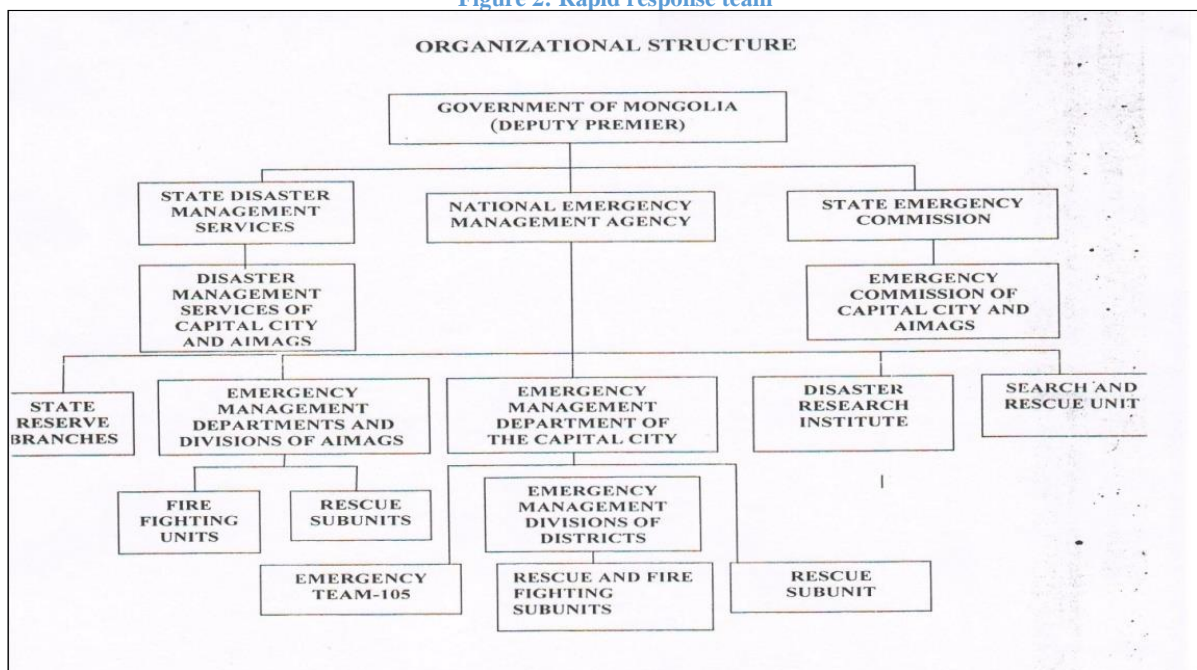 Figure 2: Rapid response team
ORGANIZATIONAL STRUCTURE
GOVERNMENT OF MONGOLIA
(DEPUTY PREMIER)
STATE DISASTER
MANAGEMENT
SERVICES
NATIONAL EMERGENCY
MANAGEMENT AGENCY
STATE EMERGENCY
COMMISSION
DISASTER
MANAGEMENT
SERVICES OF
CAPITAL CITY
AND AIMAGS
EMERGENCY
COMMISSION OF
CAPITAL CITY AND
AIMAGS
STATE
RESERVE
BRANCHES
EMERGENCY
MANAGEMENT
DEPARTMENTS AND
DIVISIONS OF AIMAGS
EMERGENCY
MANAGEMENT
DEPARTMENT OF
THE CAPITAL CITY
DISASTER
RESEARCH
INSTITUTE
SEARCH AND
RESCUE UNIT
FIRE
FIGHTING
UNITS
RESCUE
SUBUNITS
EMERGENCY
MANAGEMENT
DIVISIONS OF
DISTRICTS
EMERGENCY
TEAM-105
RESCUE AND FIRE
FIGHTING
SUBUNITS
RESCUE
SUBUNIT